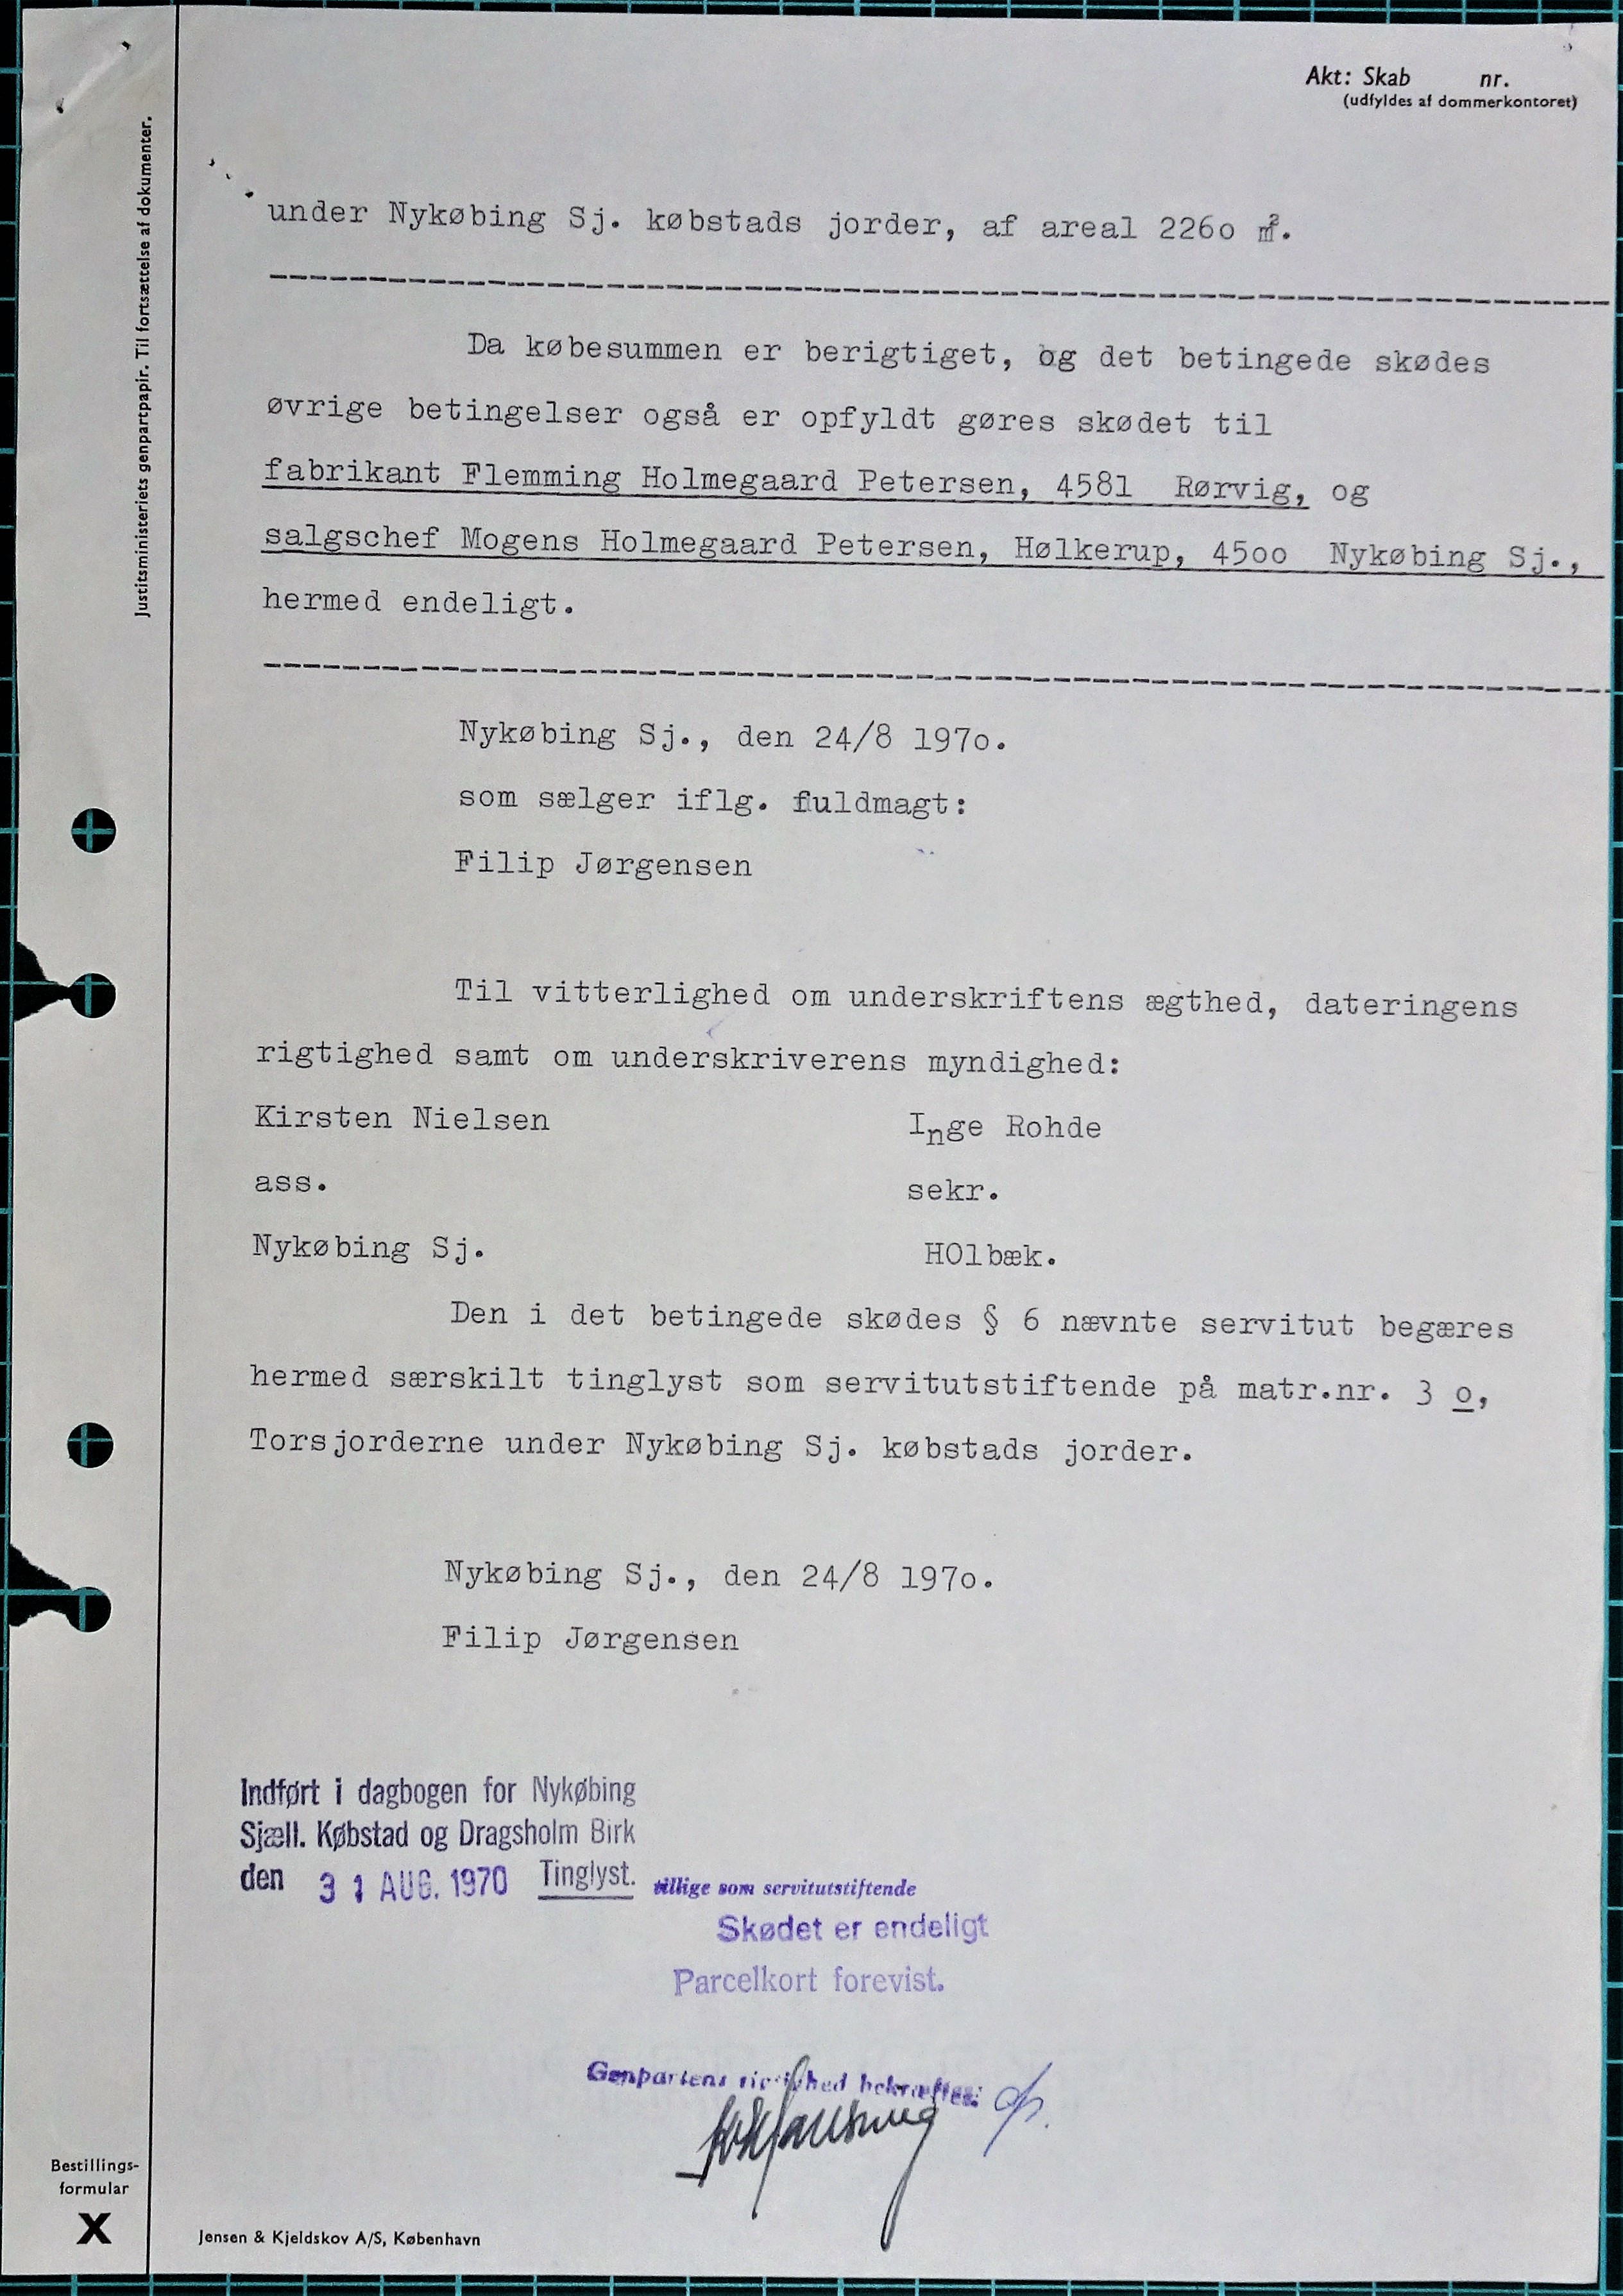 Akt: Skab nr.
(udfyldes af dommerkontoret)
Justitsministeriets genpartpapir. Til fortsættelse af dokumenter.
under Nykøbing Sj. købstads jorder, af areal 226o m².
Da købesummen er berigtiget, og det betingede skødes
øvrige betingelser også er opfyldt gøres skødet til
fabrikant Flemming Holmegaard Petersen, 4581 Rørvig, og
salgschef Mogens Holmegaard Petersen, Hølkerup, 45oo Nykøbing Sj.,
hermed endeligt.
Nykøbing Sj., den 24/8 197o.
som sælger iflg. fuldmagt:
Filip Jørgensen
Til vitterlighed om underskriftens ægthed, dateringens
rigtighed samt om underskriverens myndighed:
Kirsten Nielsen Inge Rohde
ass. sekr.
Nykøbing Sj. HOlbæk.
Den i det betingede skødes § 6 nævnte servitut begæres
hermed særskilt tinglyst som servitutstiftende på matr.nr. 3 o,
Torsjorderne under Nykøbing Sj. købstads jorder.
Nykøbing Sj., den 24/8 197o.
Filip Jørgensen
Indført i dagbogen for Nykøbing
Sjæll. Købstad og Dragsholm Birk
den 31 AUG. 1970 Tinglyst. tillige som servitutstiftende
Skødet er endeligt
Parcelkort forevist.
Genpartens rigtighed bekræftes:
Bestillings-
formular
X
Jensen & Kjeldskov A/S, København